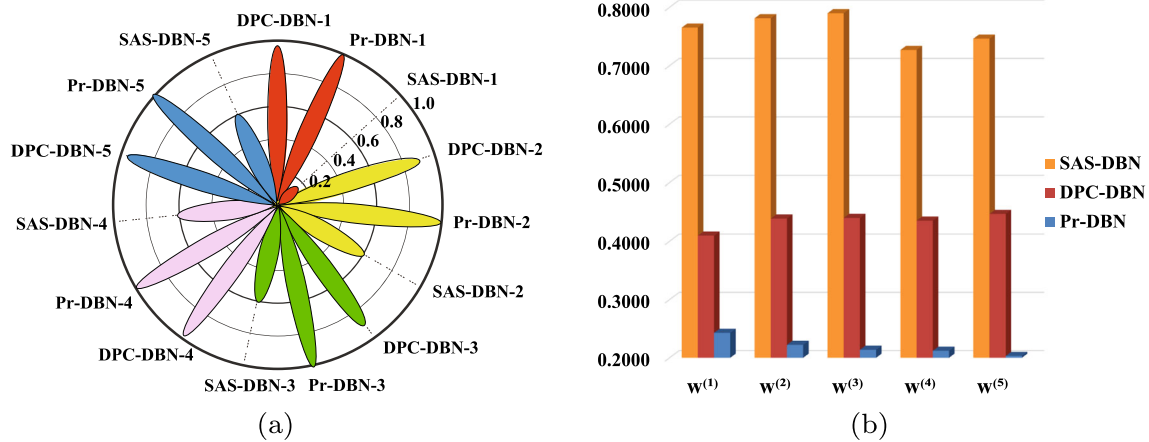 DPC-DBN-1
Pr-DBN-1
SAS-DBN-5
SAS-DBN-1
Pr-DBN-5
1.0
0.8
0.6
0.4
0.2
DPC-DBN-2
DPC-DBN-5
SAS-DBN-4
Pr-DBN-2
SAS-DBN-2
Pr-DBN-4
DPC-DBN-3
DPC-DBN-4
SAS-DBN-3
Pr-DBN-3
(a)
0.8000
0.7000
0.6000
0.5000
0.4000
0.3000
0.2000
W(1)
W(2)
W(3)
W(4)
W(5)
SAS-DBN
DPC-DBN
Pr-DBN
(b)